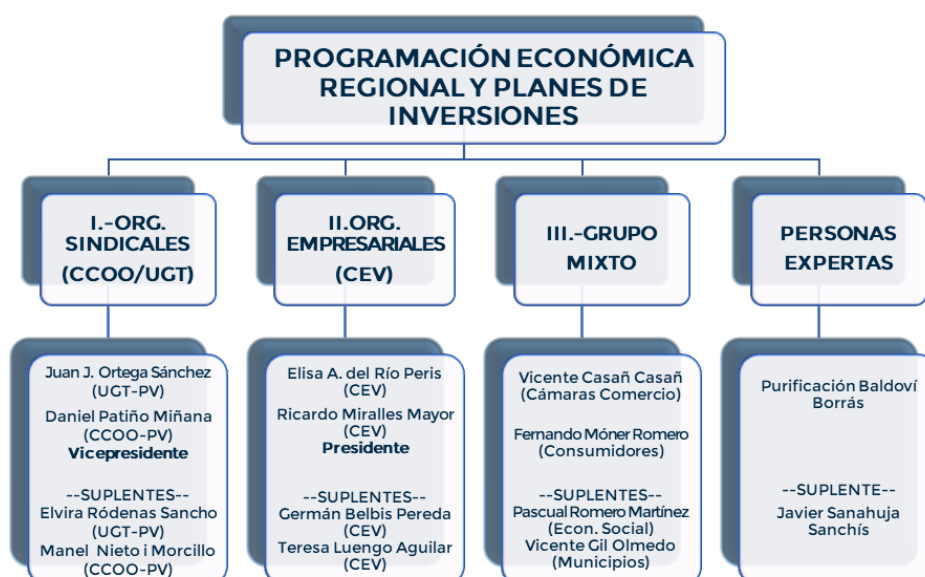 PROGRAMACIÓN ECONÓMICA
REGIONAL Y PLANES DE
INVERSIONES
I.-ORG.
SINDICALES
(CCOO/UGT)
Juan J. Ortega Sánchez
(UGT-PV)
Daniel Patiño Miñana
(CCOO-PV)
Vicepresidente
--SUPLENTES--
Elvira Ródenas Sancho
(UGT-PV)
Manel Nieto i Morcillo
(CCOO-PV)
II.ORG.
EMPRESARIALES
(CEV)
Elisa A. del Río Peris
(CEV)
Ricardo Miralles Mayor
(CEV)
Presidente
--SUPLENTES--
Germán Belbis Pereda
(CEV)
Teresa Luengo Aguilar
(CEV)
III.-GRUPO
MIXTO
Vicente Casañ Casañ
(Cámaras Comercio)
Fernando Móner Romero
(Consumidores)
--SUPLENTES--
Pascual Romero Martínez
(Econ. Social)
Vicente Gil Olmedo
(Municipios)
PERSONAS
EXPERTAS
Purificación Baldoví
Borrás
--SUPLENTE--
Javier Sanahuja
Sanchís